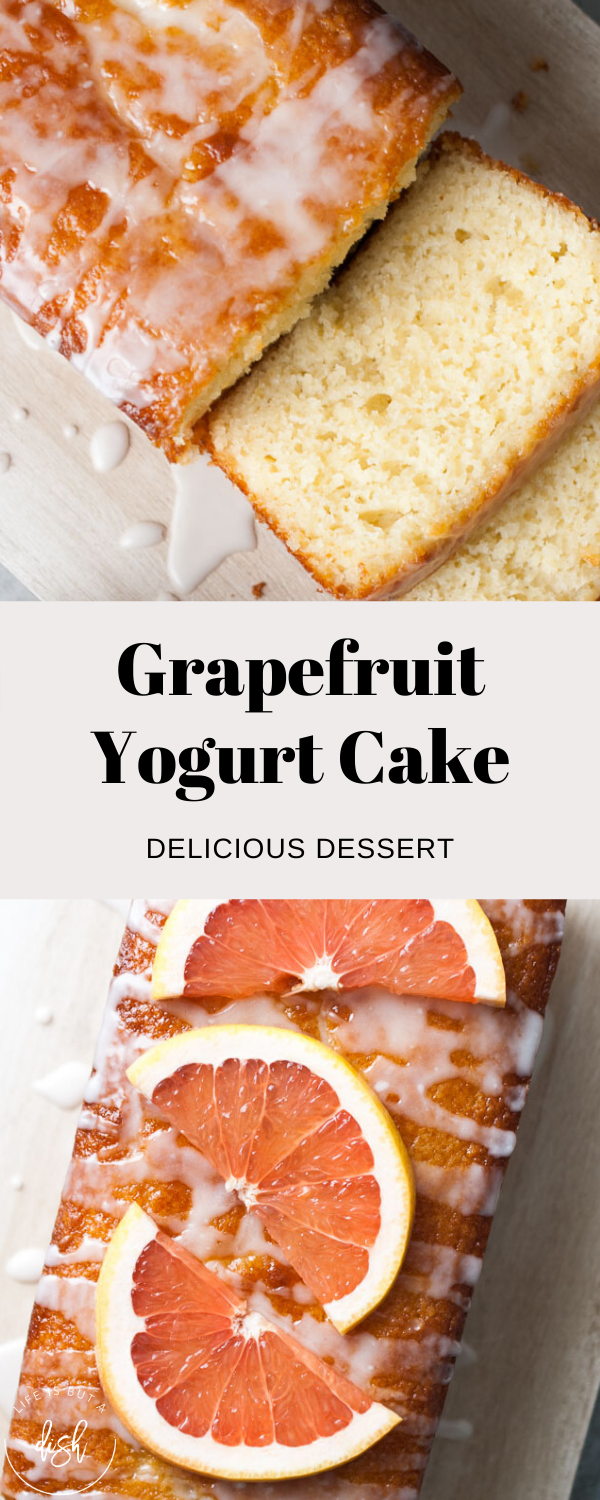 Grapefruit
Yogurt Cake
DELICIOUS DESSERT
LIFE IS BUT A
dish